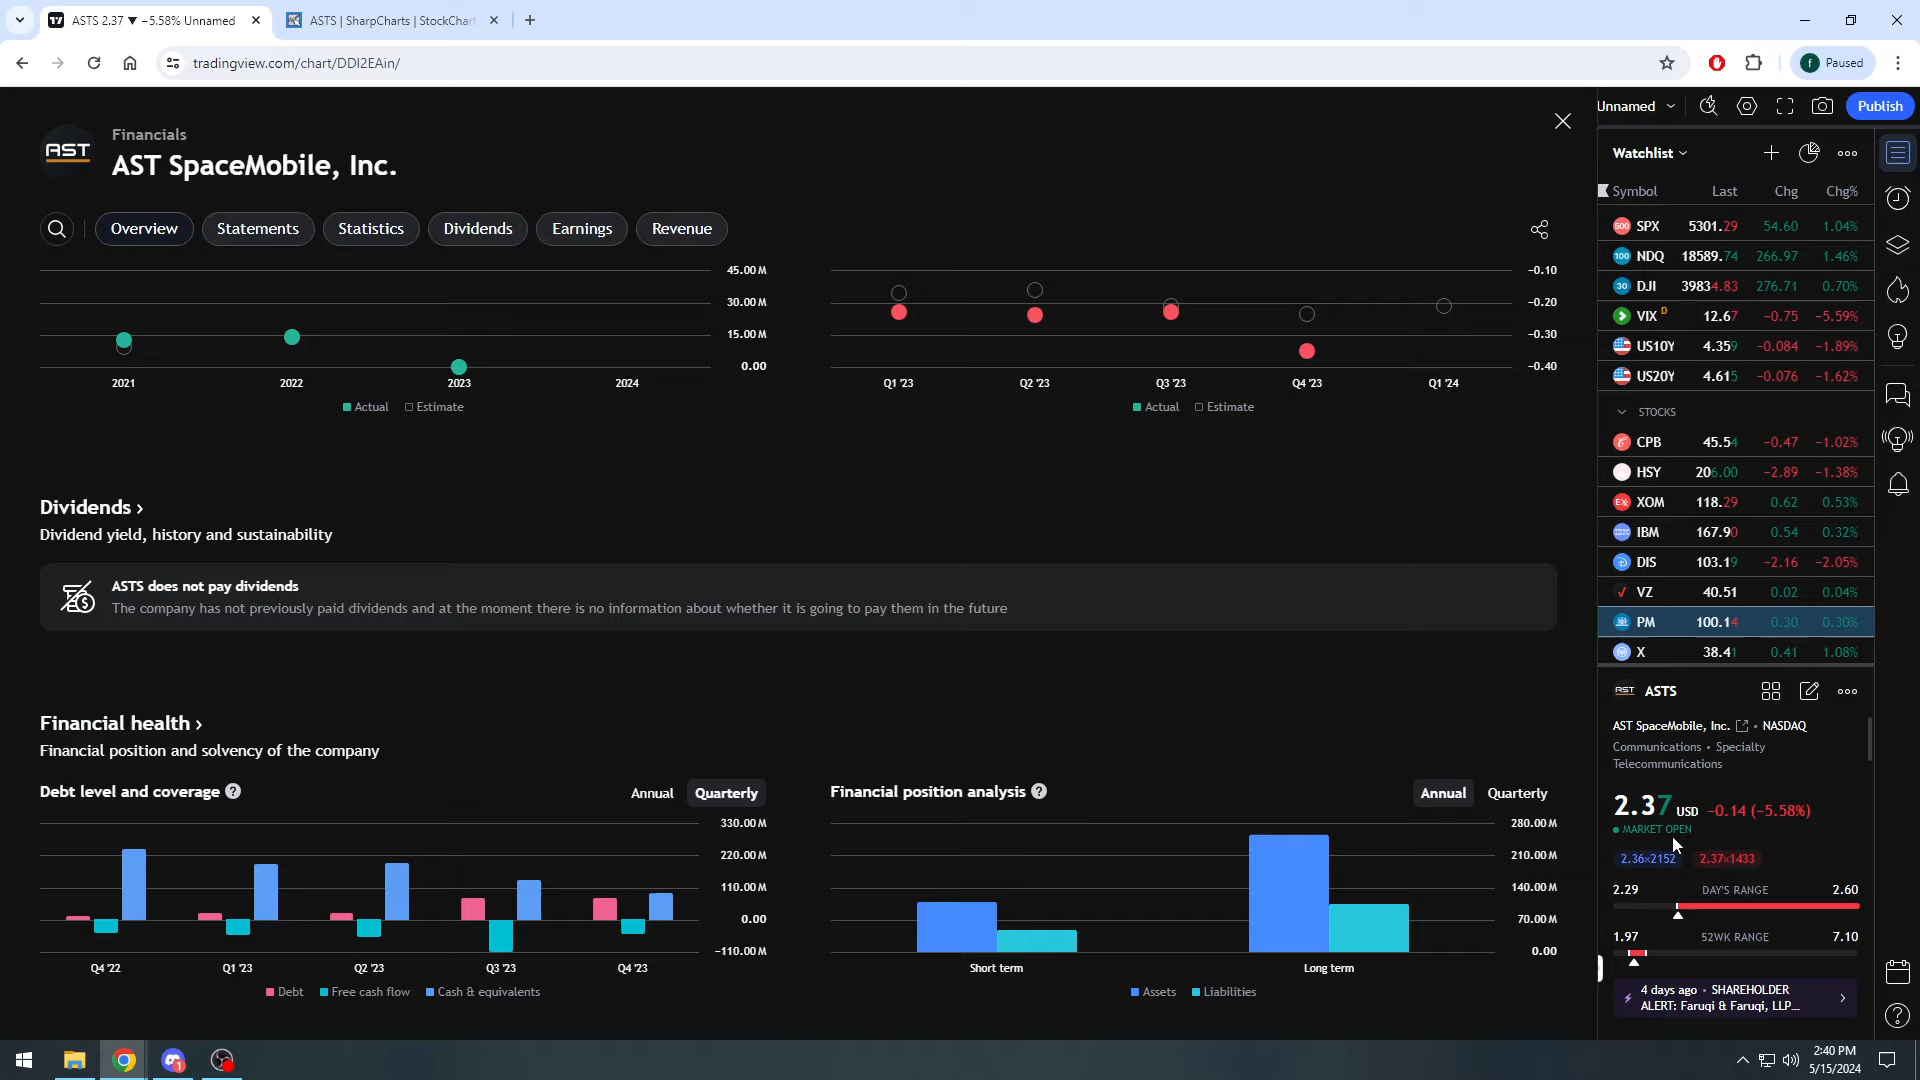 ASTS 2.37 ▼ −5.58% Unnamed
ASTS | SharpCharts | StockChart
tradingview.com/chart/DDI2EAin/
f Paused
Financials
AST
AST SpaceMobile, Inc.
Overview Statements Statistics Dividends Earnings Revenue
45.00 M
30.00 M
15.00 M
0.00
2021 2022 2023 2024
Actual Estimate
−0.10
−0.20
−0.30
−0.40
Q1 '23 Q2 '23 Q3 '23 Q4 '23 Q1 '24
Actual Estimate
Dividends ›
Dividend yield, history and sustainability
ASTS does not pay dividends
The company has not previously paid dividends and at the moment there is no information about whether it is going to pay them in the future
Financial health ›
Financial position and solvency of the company
Debt level and coverage ? Annual Quarterly
330.00 M
220.00 M
110.00 M
0.00
−110.00 M
Q4 '22 Q1 '23 Q2 '23 Q3 '23 Q4 '23
Debt Free cash flow Cash & equivalents
Financial position analysis ? Annual Quarterly
280.00 M
210.00 M
140.00 M
70.00 M
0.00
Short term Long term
Assets Liabilities
Unnamed Publish
Watchlist
Symbol Last Chg Chg%
500 SPX 5301.29 54.60 1.04%
100 NDQ 18589.74 266.97 1.46%
30 DJI 39834.83 276.71 0.70%
VIX D 12.67 −0.75 −5.59%
US10Y 4.359 −0.084 −1.89%
US20Y 4.615 −0.076 −1.62%
STOCKS
CPB 45.54 −0.47 −1.02%
HSY 206.00 −2.89 −1.38%
XOM 118.29 0.62 0.53%
IBM 167.90 0.54 0.32%
DIS 103.19 −2.16 −2.05%
VZ 40.51 0.02 0.04%
PM 100.14 0.30 0.30%
X 38.41 0.41 1.08%
AST ASTS
AST SpaceMobile, Inc. • NASDAQ
Communications • Specialty
Telecommunications
2.37 USD −0.14 (−5.58%)
MARKET OPEN
2.36×2152 2.37×1433
2.29 DAY'S RANGE 2.60
1.97 52WK RANGE 7.10
4 days ago • SHAREHOLDER
ALERT: Faruqi & Faruqi, LLP...
2:40 PM
5/15/2024